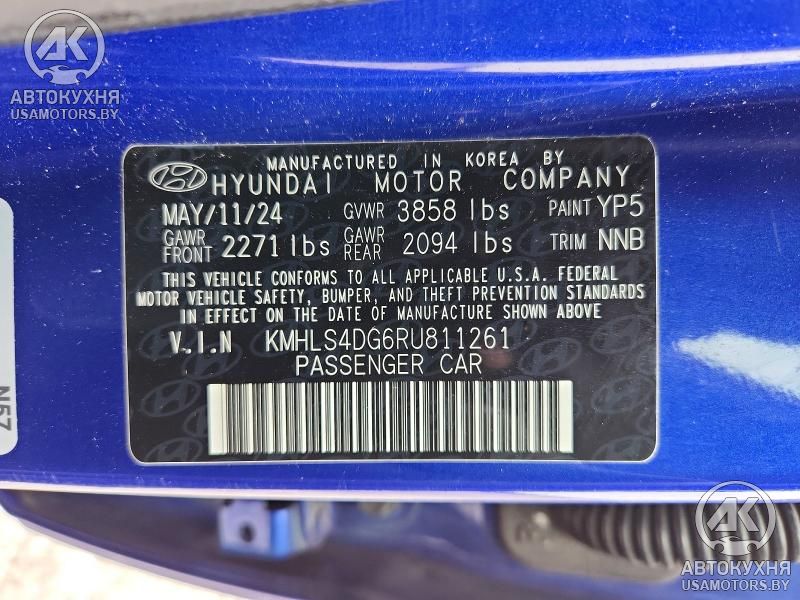 AK
АВТОКУХНЯ
USAMOTORS.BY
MANUFACTURED IN KOREA BY
HYUNDAI MOTOR COMPANY
MAY/11/24 GVWR 3858 lbs PAINT YP5
GAWR FRONT 2271 lbs GAWR REAR 2094 lbs TRIM NNB
THIS VEHICLE CONFORMS TO ALL APPLICABLE U.S.A. FEDERAL
MOTOR VEHICLE SAFETY, BUMPER, AND THEFT PREVENTION STANDARDS
IN EFFECT ON THE DATE OF MANUFACTURE SHOWN ABOVE.
V.I.N KMHLS4DG6RU811261
PASSENGER CAR
N57
AK
АВТОКУХНЯ
USAMOTORS.BY